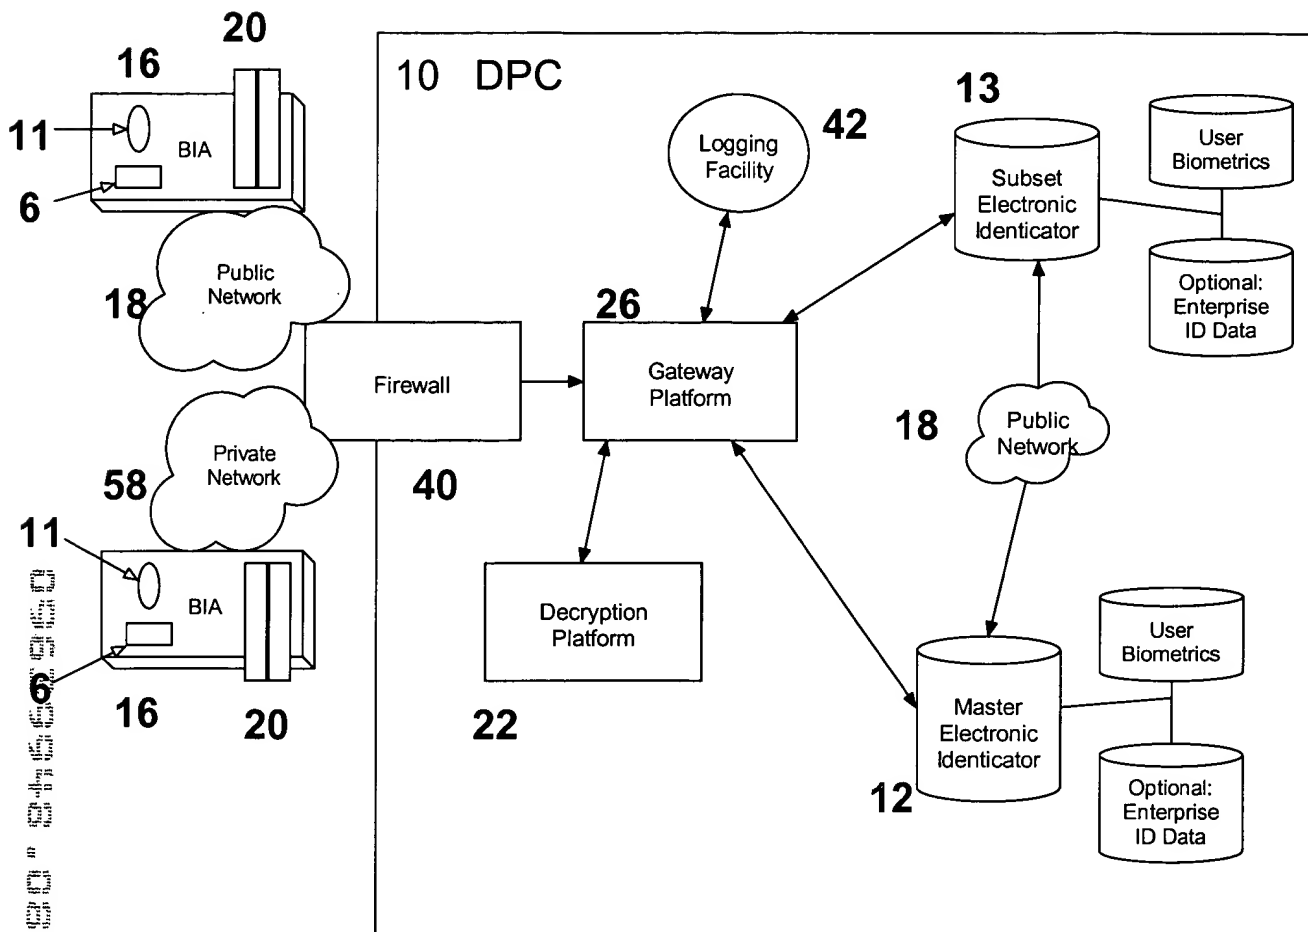 20
16
10 DPC
13
11
BIA
Logging
Facility
42
User
Biometrics
Subset
Electronic
Identicator
6
Public
Network
18
26
Optional:
Enterprise
ID Data
Firewall
Gateway
Platform
18
Public
Network
Private
Network
58
40
11
BIA
Decryption
Platform
User
Biometrics
6
16
20
22
Master
Electronic
Identicator
12
Optional:
Enterprise
ID Data